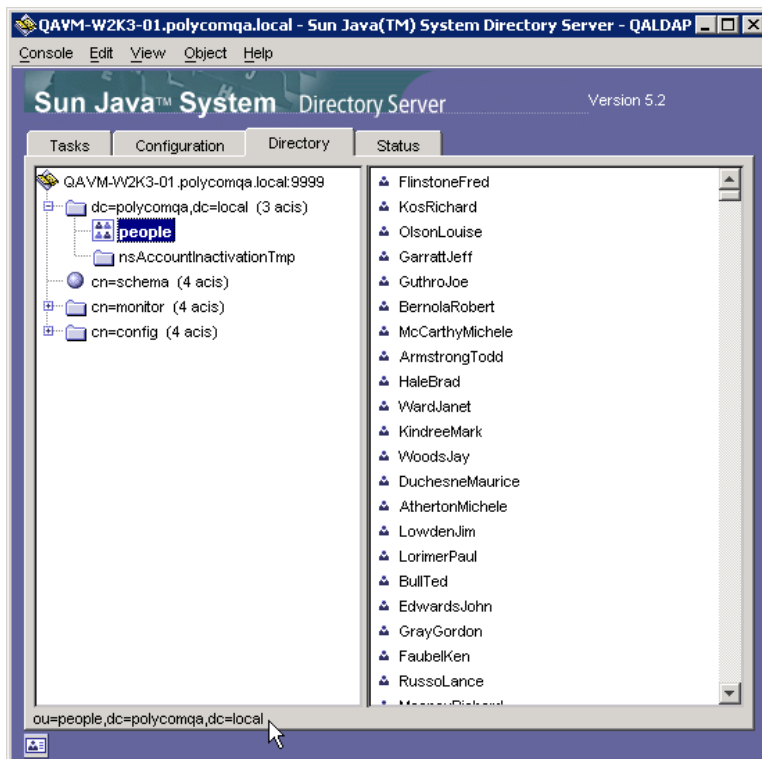 QAVM-W2K3-01.polycomqa.local - Sun Java(TM) System Directory Server - QALDAP
Console Edit View Object Help
Sun Java™ System Directory Server Version 5.2
Tasks Configuration Directory Status
QAVM-W2K3-01.polycomqa.local:9999
dc=polycomqa,dc=local (3 acis)
people
nsAccountInactivationTmp
cn=schema (4 acis)
cn=monitor (4 acis)
cn=config (4 acis)
FlinstoneFred
KosRichard
OlsonLouise
GarrattJeff
GuthroJoe
BernolaRobert
McCarthyMichele
ArmstrongTodd
HaleBrad
WardJanet
KindreeMark
WoodsJay
DuchesneMaurice
AthertonMichele
LowdenJim
LorimerPaul
BullTed
EdwardsJohn
GrayGordon
FaubelKen
RussoLance
ou=people,dc=polycomqa,dc=local